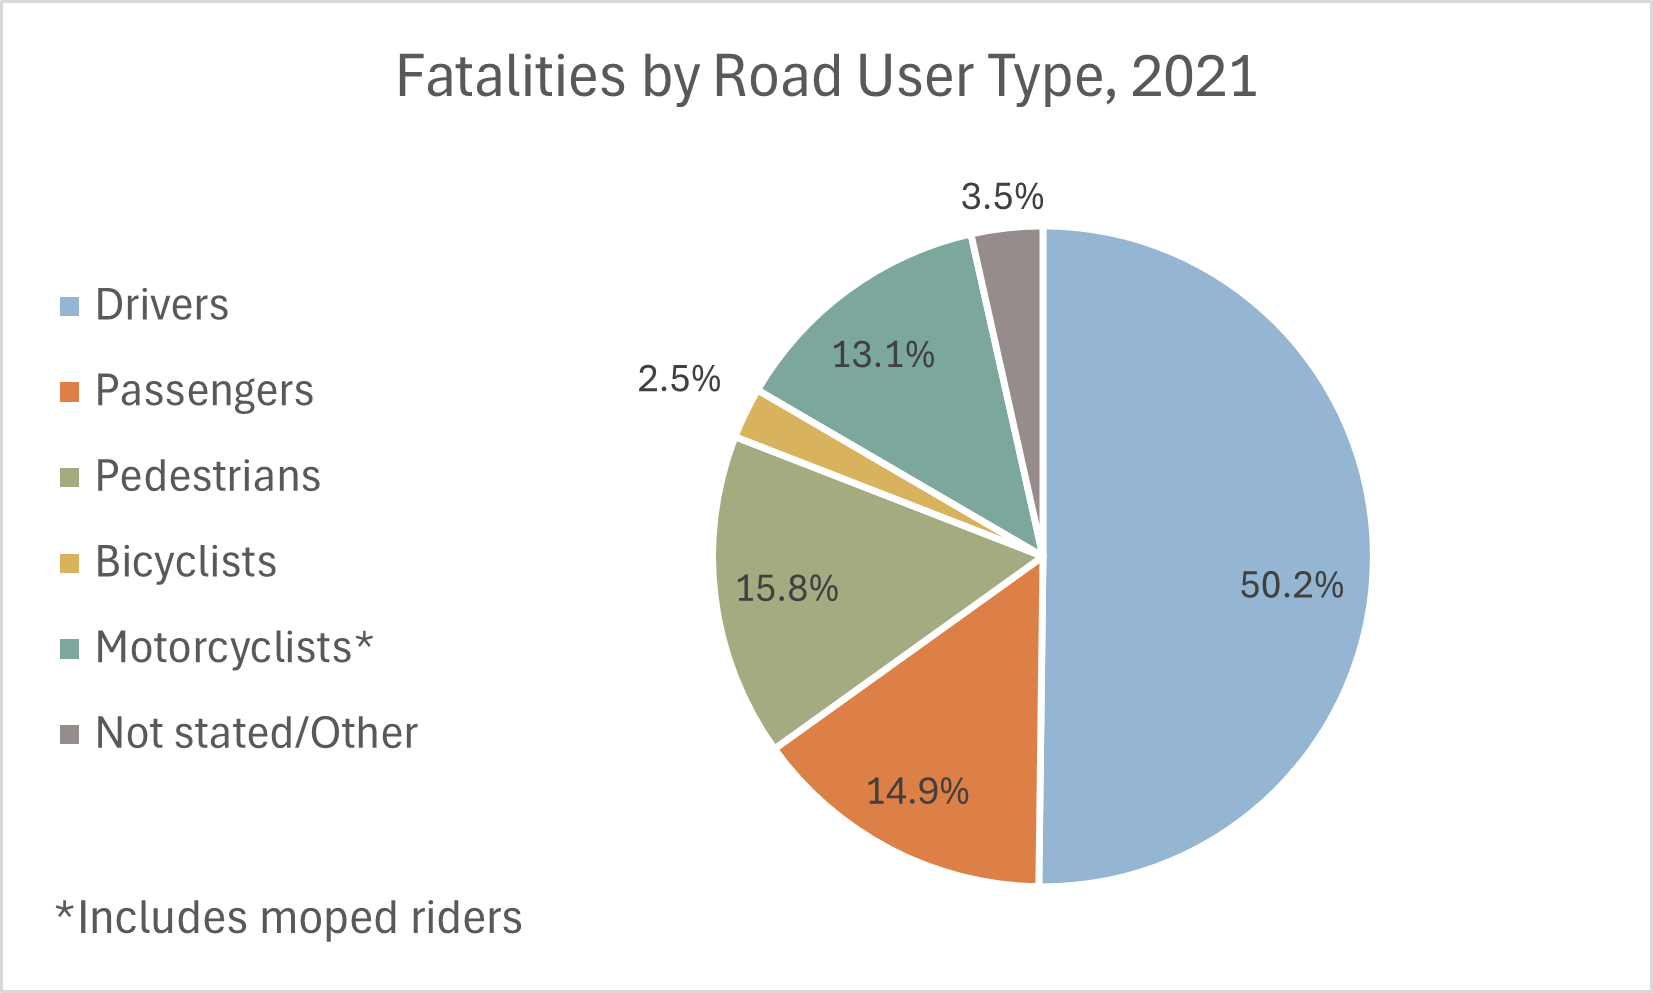 Fatalities by Road User Type, 2021
3.5%
Drivers
13.1%
2.5%
Passengers
Pedestrians
Bicyclists
15.8%
50.2%
Motorcyclists*
Not stated/Other
14.9%
*Includes moped riders